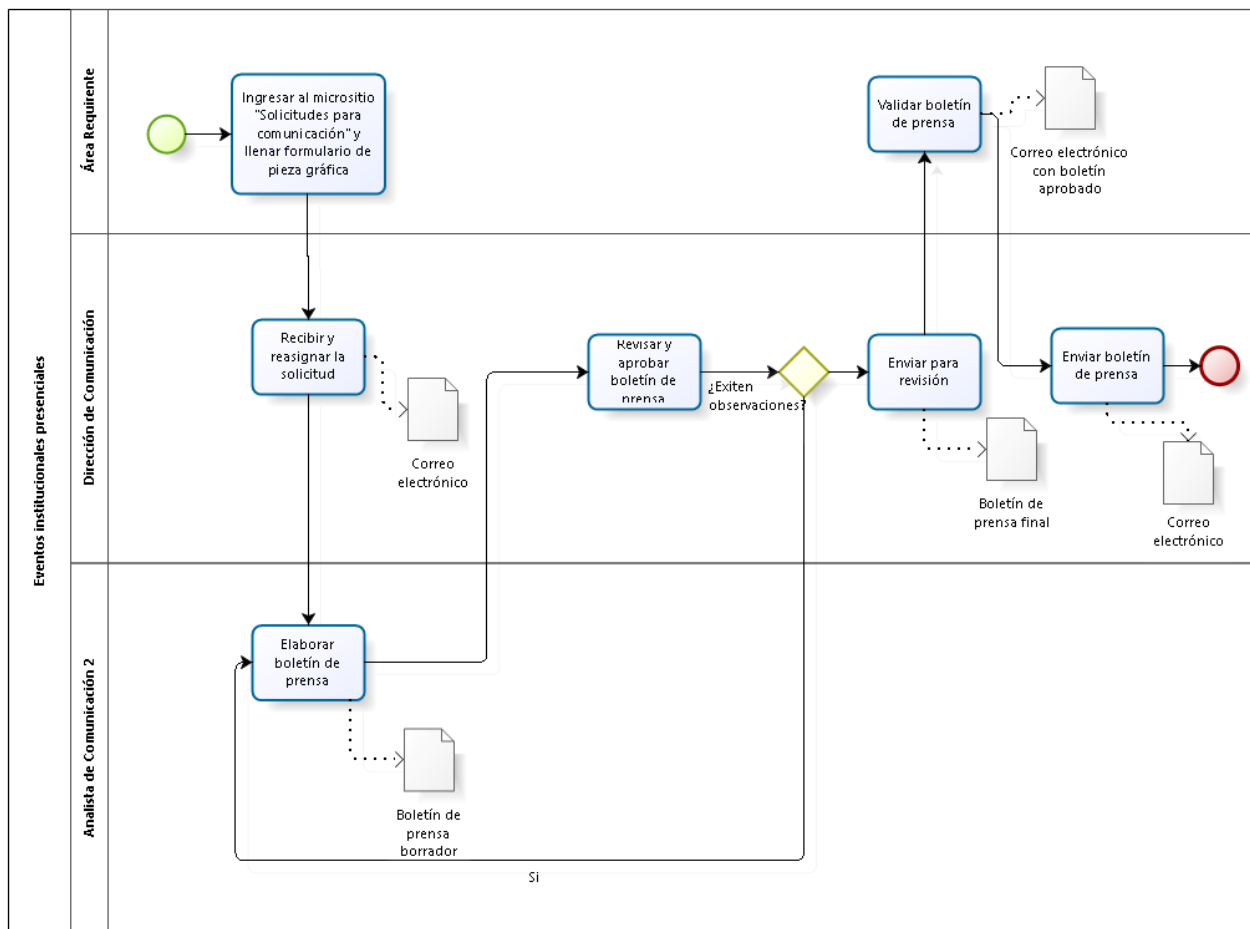 Eventos institucionales presenciales
Área Requirente
Ingresar al micrositio
"Solicitudes para
comunicación" y
llenar formulario de
pieza gráfica
Validar boletín
de prensa
Correo electrónico
con boletín
aprobado
Dirección de Comunicación
Recibir y
reasignar la
solicitud
Correo
electrónico
Revisar y
aprobar
boletín de
prensa
¿Exiten
observaciones?
Enviar para
revisión
Boletín de
prensa final
Enviar boletín
de prensa
Correo
electrónico
Analista de Comunicación 2
Elaborar
boletín de
prensa
Boletín de
prensa
borrador
Si